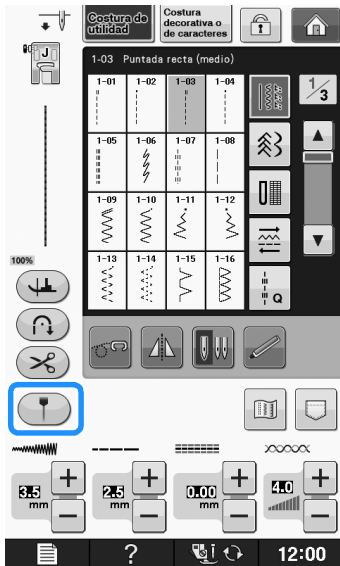 Costura de utilidad
Costura decorativa o de caracteres
J
1-03 Puntada recta (medio)
1/3
1-01 1-02 1-03 1-04
1-05 1-06 1-07 1-08
1-09 1-10 1-11 1-12
1-13 1-14 1-15 1-16
Q
100%
3.5 mm
2.5 mm
0.00 mm
4.0
+ + + +
− − − −
? 12:00